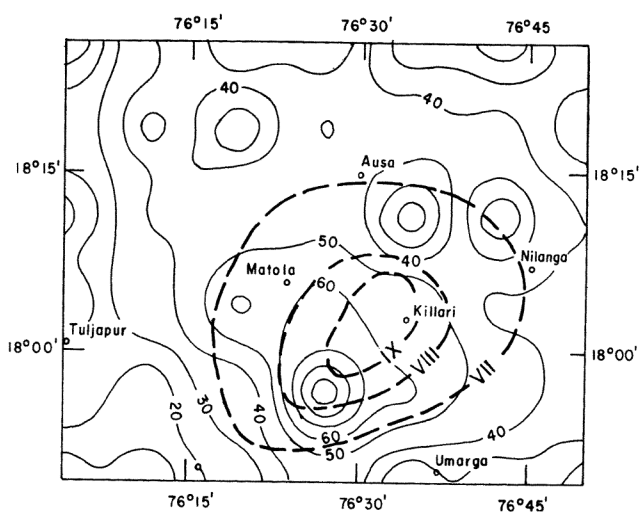 76°15' 76°30' 76°45'
40
40
Ausa
18°15' 18°15'
50
40
Nilanga
Matola
60
Killari
Tuljapur
18°00' 18°00'
IX
VIII
VII
20
30
40
60
50
40
Umarga
76°15' 76°30' 76°45'